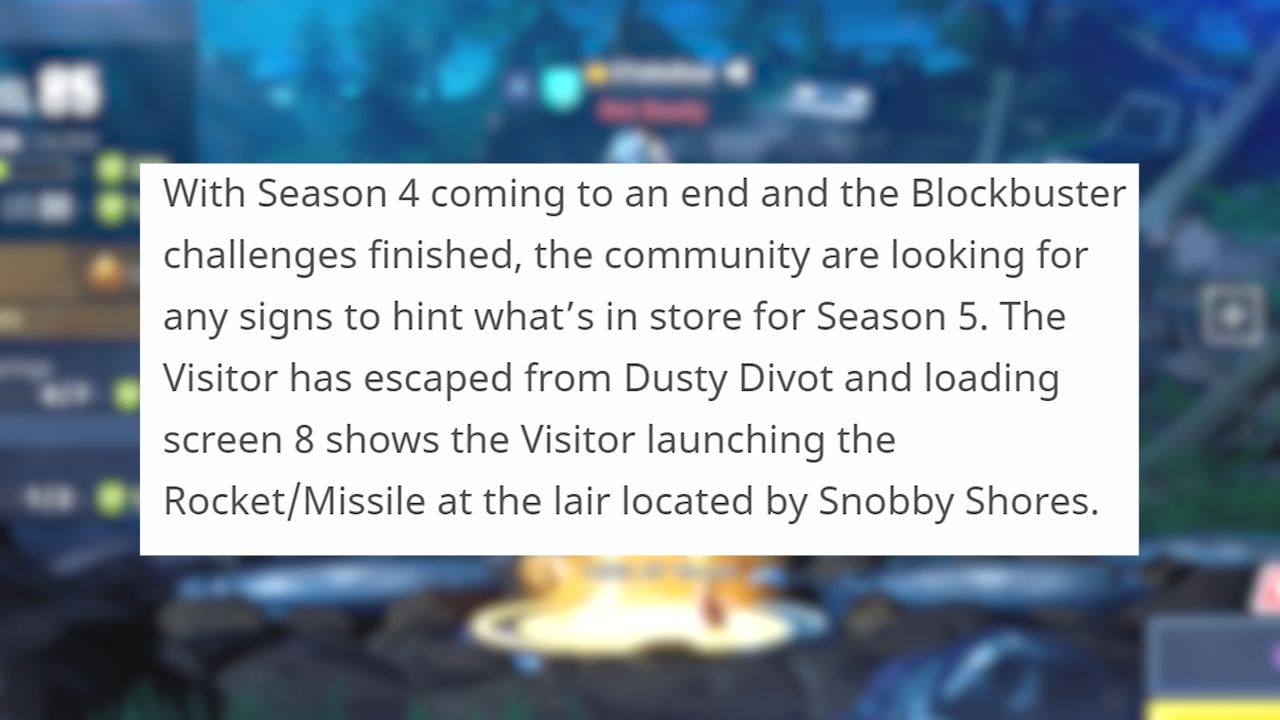 85
With Season 4 coming to an end and the Blockbuster
challenges finished, the community are looking for
any signs to hint what’s in store for Season 5. The
Visitor has escaped from Dusty Divot and loading
screen 8 shows the Visitor launching the
Rocket/Missile at the lair located by Snobby Shores.